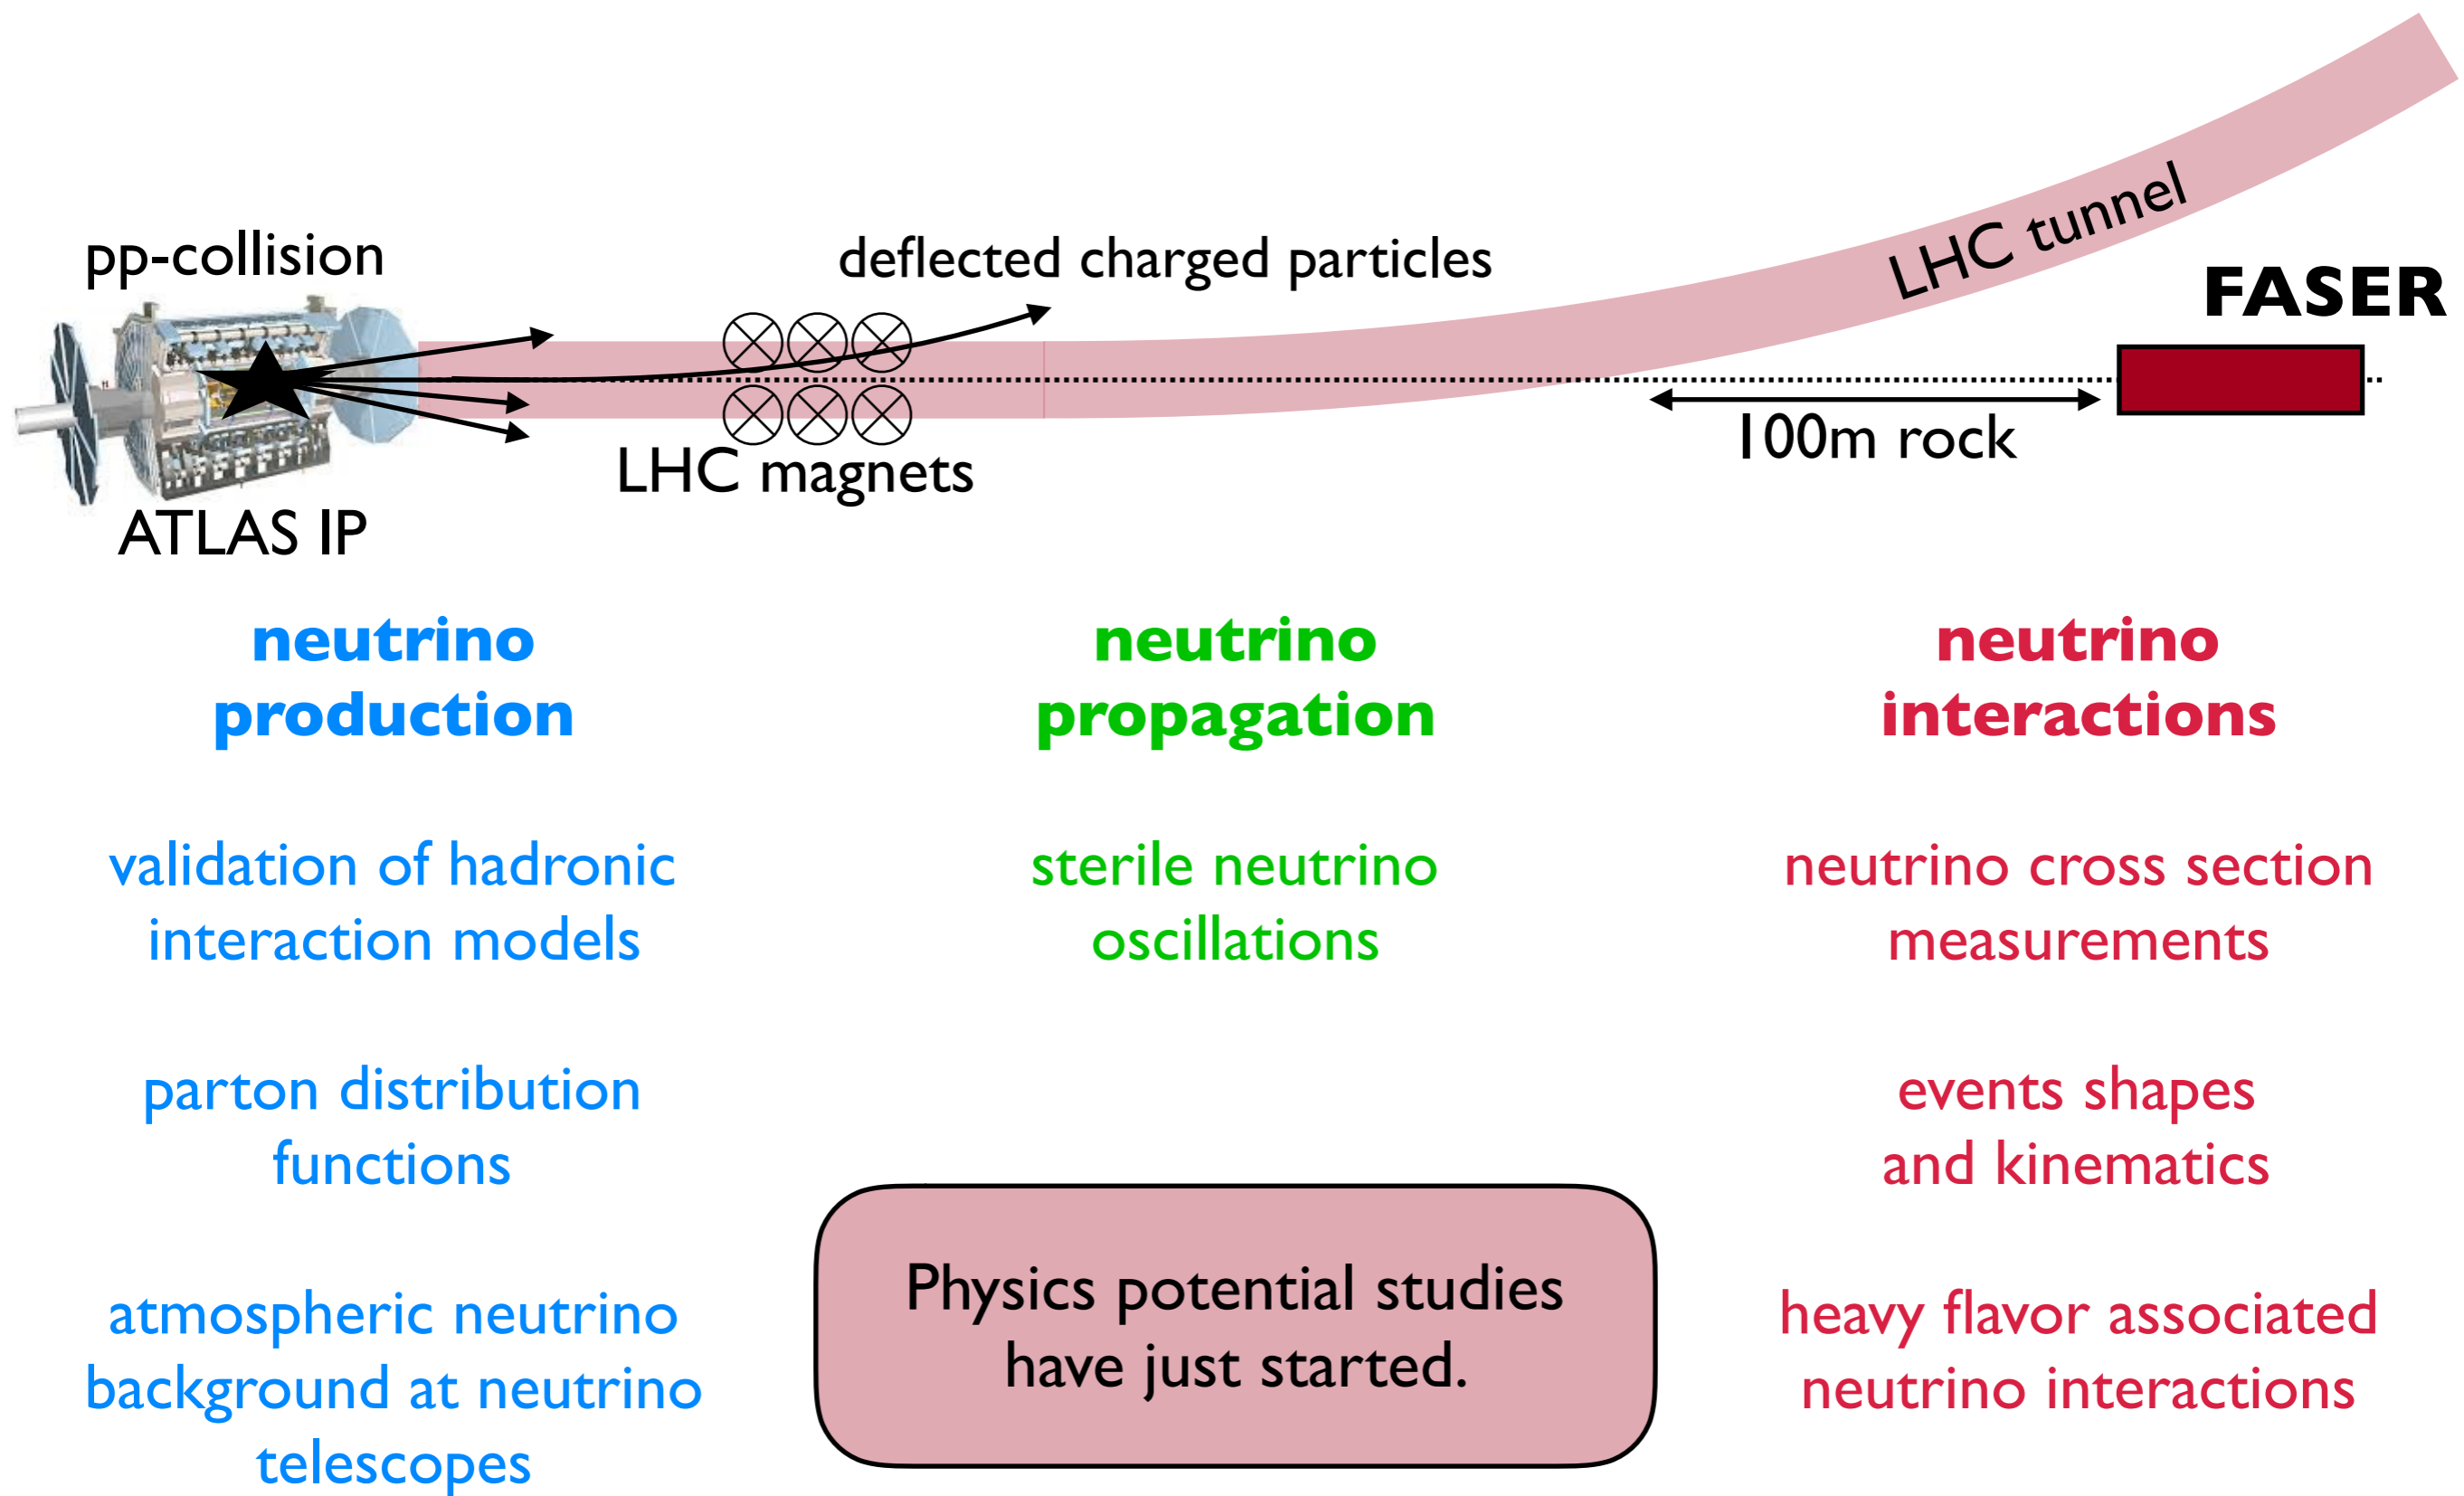 pp-collision
deflected charged particles
LHC tunnel
FASER
100m rock
LHC magnets
ATLAS IP
neutrino
production
validation of hadronic
interaction models
parton distribution
functions
atmospheric neutrino
background at neutrino
telescopes
neutrino
propagation
sterile neutrino
oscillations
Physics potential studies
have just started.
neutrino
interactions
neutrino cross section
measurements
events shapes
and kinematics
heavy flavor associated
neutrino interactions